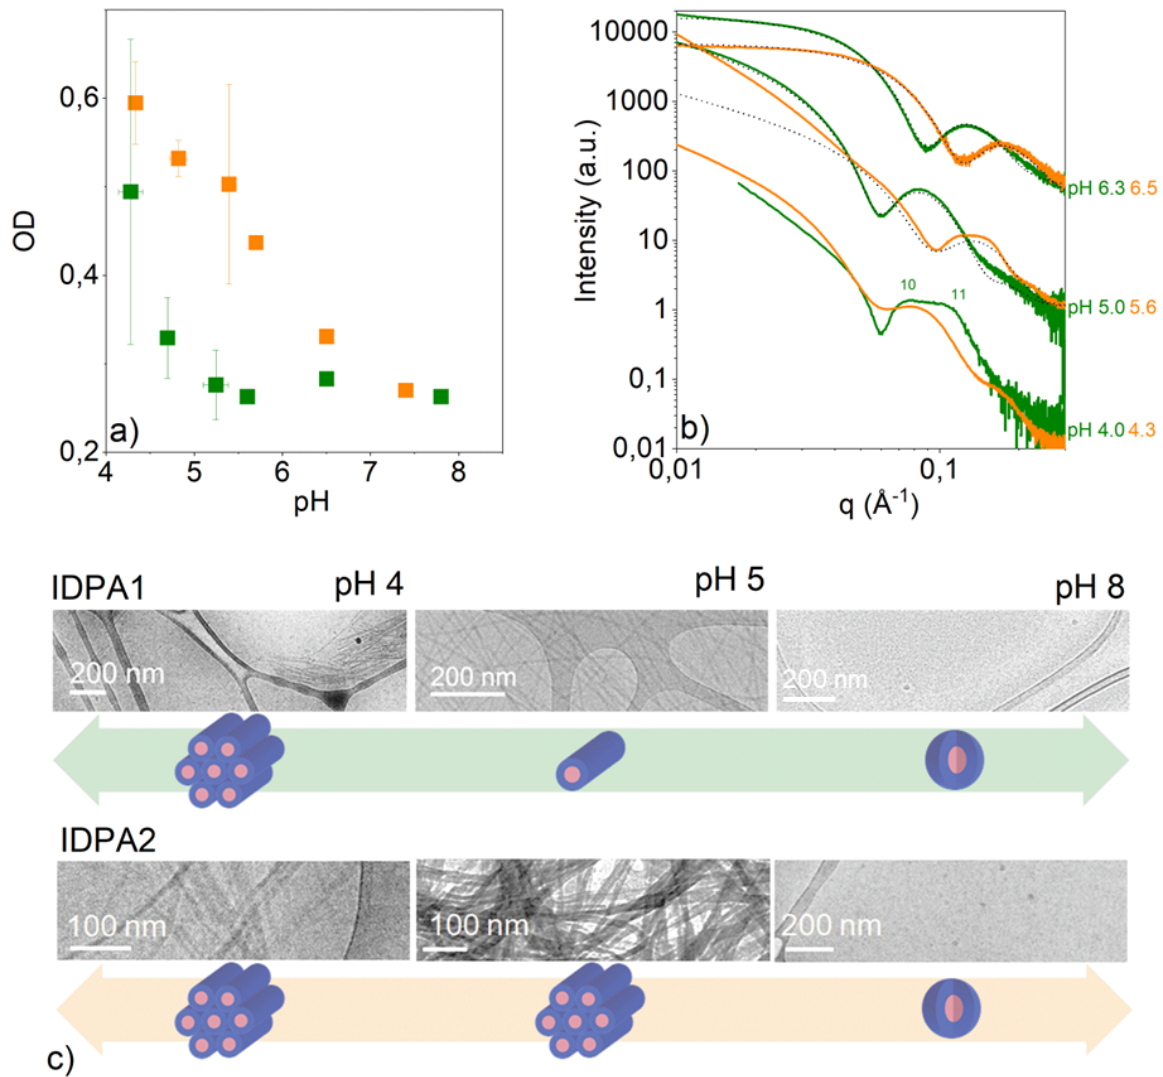 0,6
0,4
0,2
OD
a)
4 5 6 7 8
pH
10000
1000
100
10
1
0,1
0,01
Intensity (a.u.)
10
11
b)
pH 6.3 6.5
pH 5.0 5.6
pH 4.0 4.3
0,01 0,1
q (Å-1)
IDPA1 pH 4 pH 5 pH 8
200 nm 200 nm 200 nm
IDPA2
100 nm 100 nm 200 nm
c)